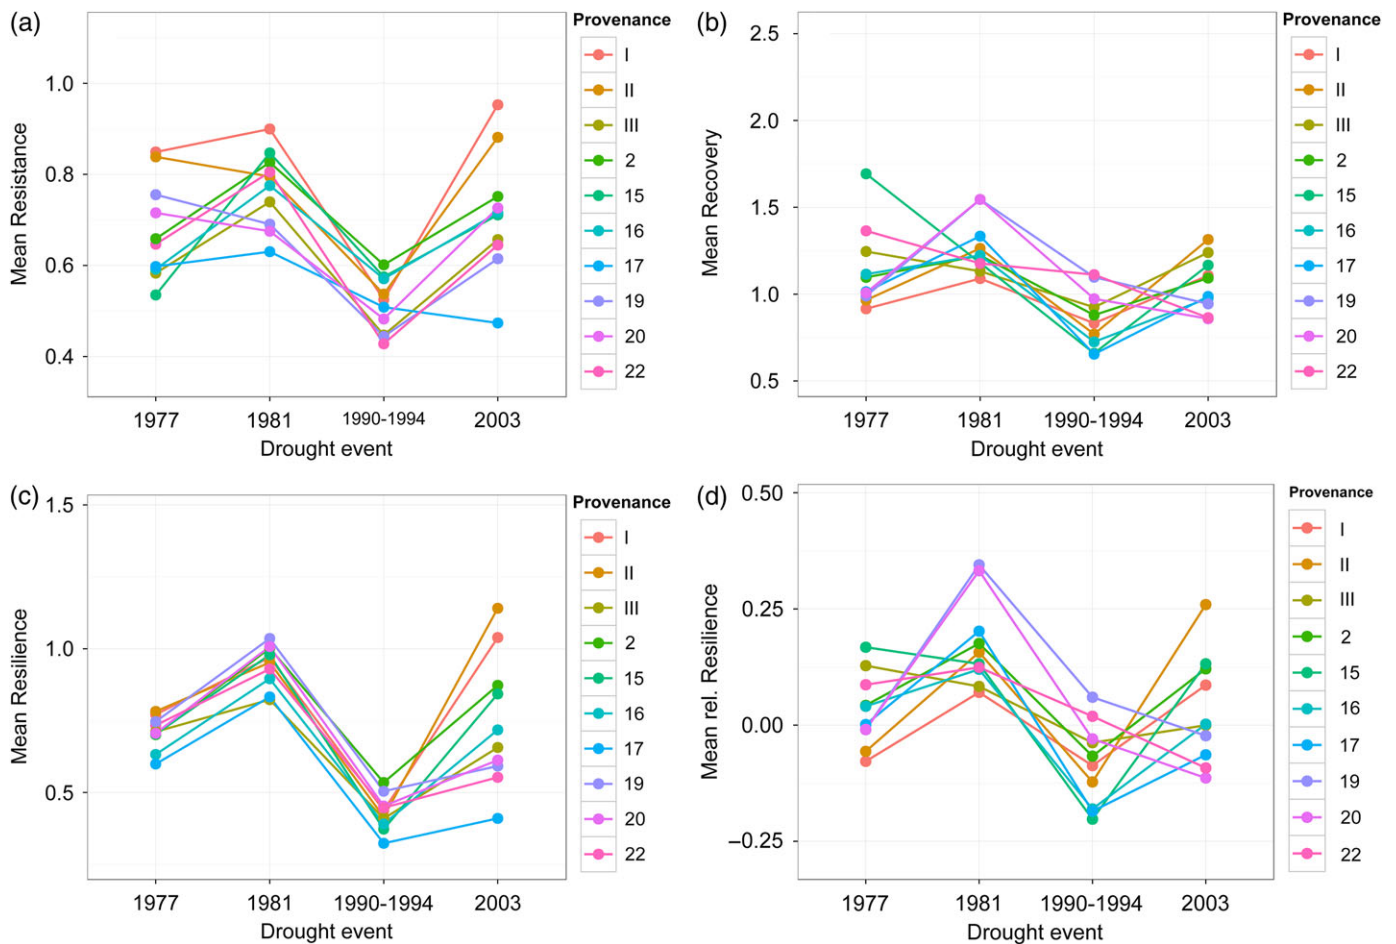 (a)
Mean Resistance
1.0
0.8
0.6
0.4
1977
1981
1990-1994
2003
Drought event
Provenance
I
II
III
2
15
16
17
19
20
22
(b)
Mean Recovery
2.5
2.0
1.5
1.0
0.5
1977
1981
1990-1994
2003
Drought event
Provenance
I
II
III
2
15
16
17
19
20
22
(c)
Mean Resilience
1.5
1.0
0.5
1977
1981
1990-1994
2003
Drought event
Provenance
I
II
III
2
15
16
17
19
20
22
(d)
Mean rel. Resilience
0.50
0.25
0.00
−0.25
1977
1981
1990-1994
2003
Drought event
Provenance
I
II
III
2
15
16
17
19
20
22